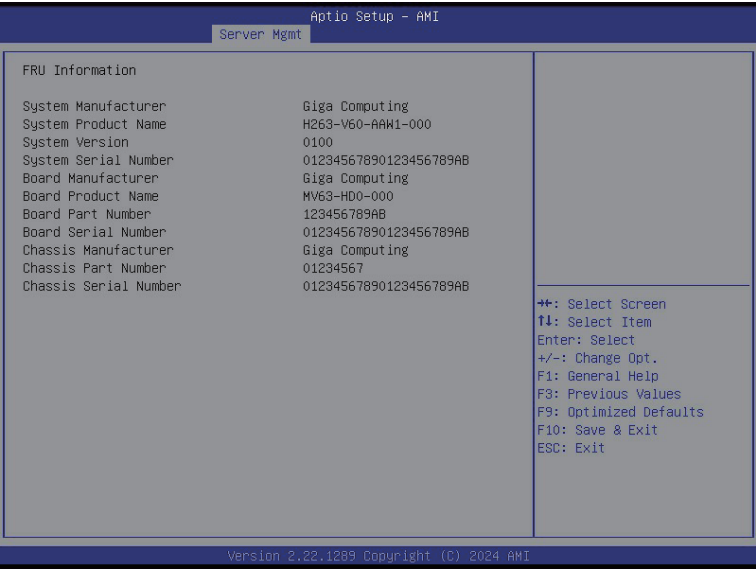 Aptio Setup – AMI
Server Mgmt
FRU Information
System Manufacturer Giga Computing
System Product Name H263-V60-AAW1-000
System Version 0100
System Serial Number 01234567890123456789AB
Board Manufacturer Giga Computing
Board Product Name MV63-HD0-000
Board Part Number 123456789AB
Board Serial Number 01234567890123456789AB
Chassis Manufacturer Giga Computing
Chassis Part Number 01234567
Chassis Serial Number 01234567890123456789AB
→←: Select Screen
↑↓: Select Item
Enter: Select
+/-: Change Opt.
F1: General Help
F3: Previous Values
F9: Optimized Defaults
F10: Save & Exit
ESC: Exit
Version 2.22.1289 Copyright (C) 2024 AMI